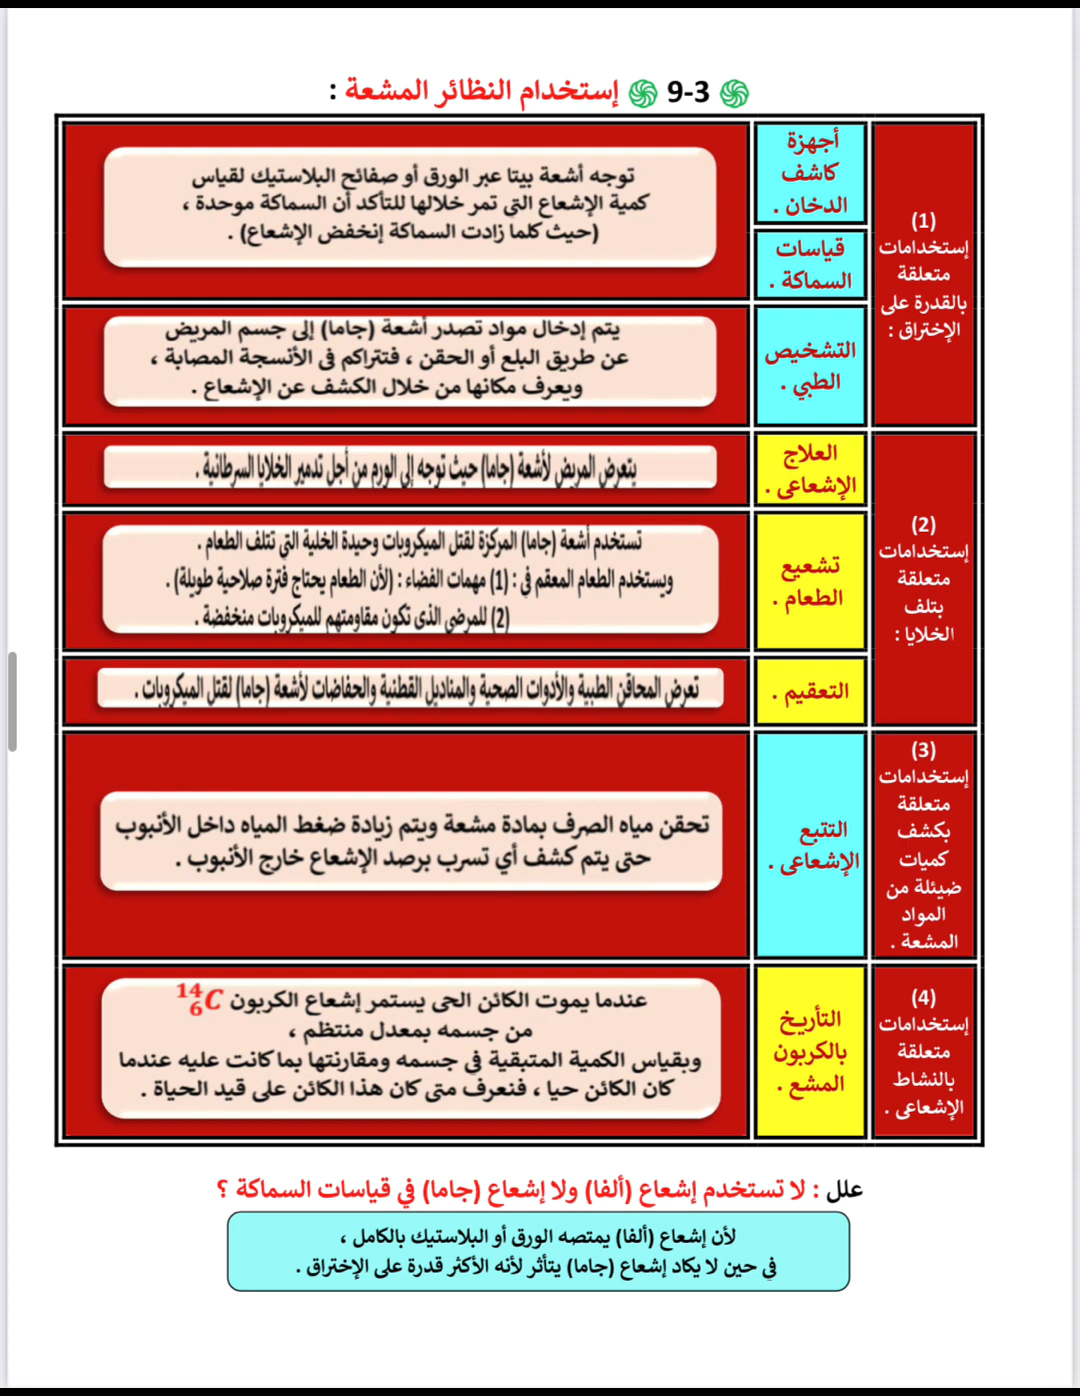 9-3 إستخدام النظائر المشعة :
(1)
إستخدامات
متعلقة
بالقدرة على
الإختراق :
أجهزة
كاشف
الدخان .
قياسات
السماكة .
توجه أشعة بيتا عبر الورق أو صفائح البلاستيك لقياس
كمية الإشعاع التى تمر خلالها للتأكد أن السماكة موحدة ،
(حيث كلما زادت السماكة إنخفض الإشعاع) .
التشخيص
الطبي .
يتم إدخال مواد تصدر أشعة (جاما) إلى جسم المريض
عن طريق البلع أو الحقن ، فتتراكم فى الأنسجة المصابة ،
ويعرف مكانها من خلال الكشف عن الإشعاع .
(2)
إستخدامات
متعلقة
بتلف
الخلايا :
العلاج
الإشعاعى .
يتعرض المريض لأشعة (جاما) حيث توجه إلى الورم من أجل تدمير الخلايا السرطانية .
تشعيع
الطعام .
تستخدم أشعة (جاما) المركزة لقتل الميكروبات وحيدة الخلية التي تتلف الطعام .
ويستخدم الطعام المعقم في : (1) مهمات الفضاء : (لأن الطعام يحتاج فترة صلاحية طويلة) .
(2) للمرضى الذى تكون مقاومتهم للميكروبات منخفضة .
التعقيم .
تعرض المحاقن الطبية والأدوات الصحية والمناديل القطنية والحفاضات لأشعة (جاما) لقتل الميكروبات .
(3)
إستخدامات
متعلقة
بكشف
كميات
ضيئلة من
المواد
المشعة .
التتبع
الإشعاعى .
تحقن مياه الصرف بمادة مشعة ويتم زيادة ضغط المياه داخل الأنبوب
حتى يتم كشف أي تسرب برصد الإشعاع خارج الأنبوب .
(4)
إستخدامات
متعلقة
بالنشاط
الإشعاعى .
التأريخ
بالكربون
المشع .
عندما يموت الكائن الحى يستمر إشعاع الكربون ¹⁴₆C
من جسمه بمعدل منتظم ،
وبقياس الكمية المتبقية في جسمه ومقارنتها بما كانت عليه عندما
كان الكائن حيا ، فنعرف متى كان هذا الكائن على قيد الحياة .
علل : لا تستخدم إشعاع (ألفا) ولا إشعاع (جاما) في قياسات السماكة ؟
لأن إشعاع (ألفا) يمتصه الورق أو البلاستيك بالكامل ،
في حين لا يكاد إشعاع (جاما) يتأثر لأنه الأكثر قدرة على الإختراق .